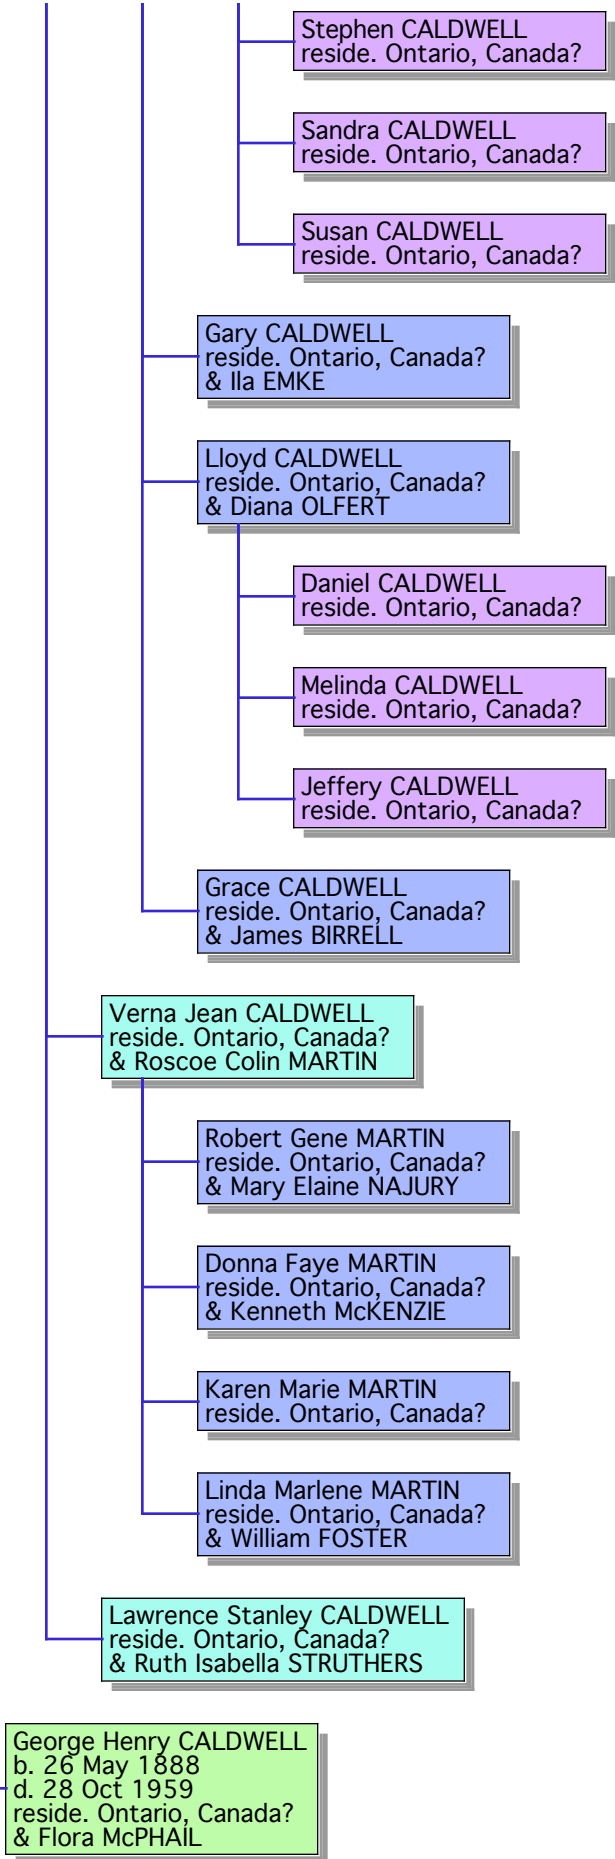 Stephen CALDWELL
reside. Ontario, Canada?
Sandra CALDWELL
reside. Ontario, Canada?
Susan CALDWELL
reside. Ontario, Canada?
Gary CALDWELL
reside. Ontario, Canada?
& Ila EMKE
Lloyd CALDWELL
reside. Ontario, Canada?
& Diana OLFERT
Daniel CALDWELL
reside. Ontario, Canada?
Melinda CALDWELL
reside. Ontario, Canada?
Jeffery CALDWELL
reside. Ontario, Canada?
Grace CALDWELL
reside. Ontario, Canada?
& James BIRRELL
Verna Jean CALDWELL
reside. Ontario, Canada?
& Roscoe Colin MARTIN
Robert Gene MARTIN
reside. Ontario, Canada?
& Mary Elaine NAJURY
Donna Faye MARTIN
reside. Ontario, Canada?
& Kenneth McKENZIE
Karen Marie MARTIN
reside. Ontario, Canada?
Linda Marlene MARTIN
reside. Ontario, Canada?
& William FOSTER
Lawrence Stanley CALDWELL
reside. Ontario, Canada?
& Ruth Isabella STRUTHERS
George Henry CALDWELL
b. 26 May 1888
d. 28 Oct 1959
reside. Ontario, Canada?
& Flora McPHAIL